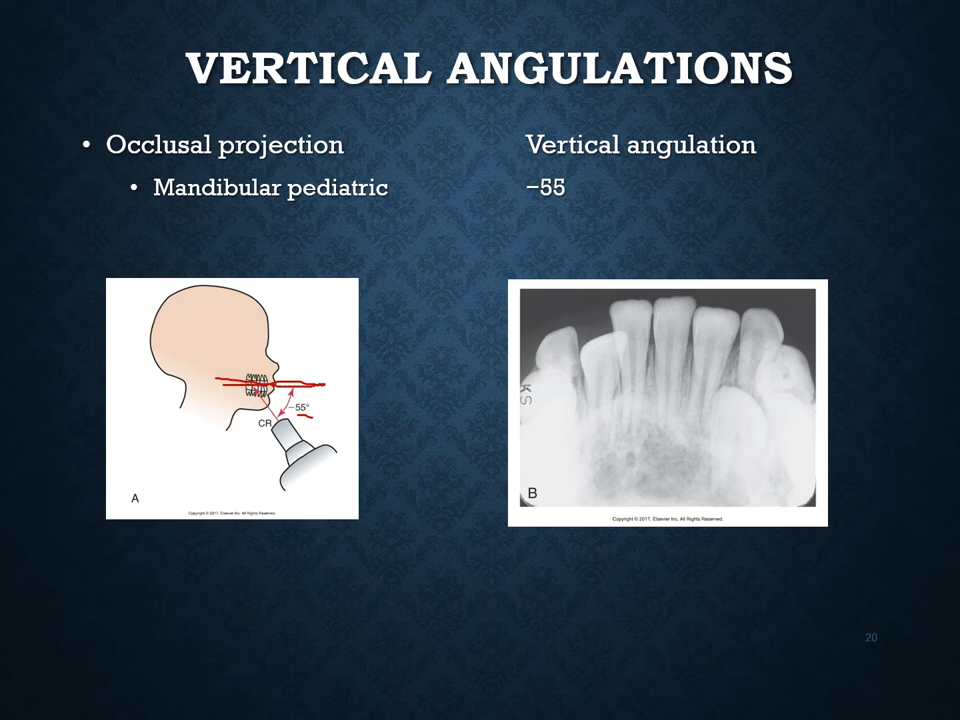 VERTICAL ANGULATIONS
• Occlusal projection Vertical angulation
• Mandibular pediatric −55
−55°
CR
A
Copyright © 2017, Elsevier Inc. All Rights Reserved.
KS
B
Copyright © 2017, Elsevier Inc. All Rights Reserved.
20